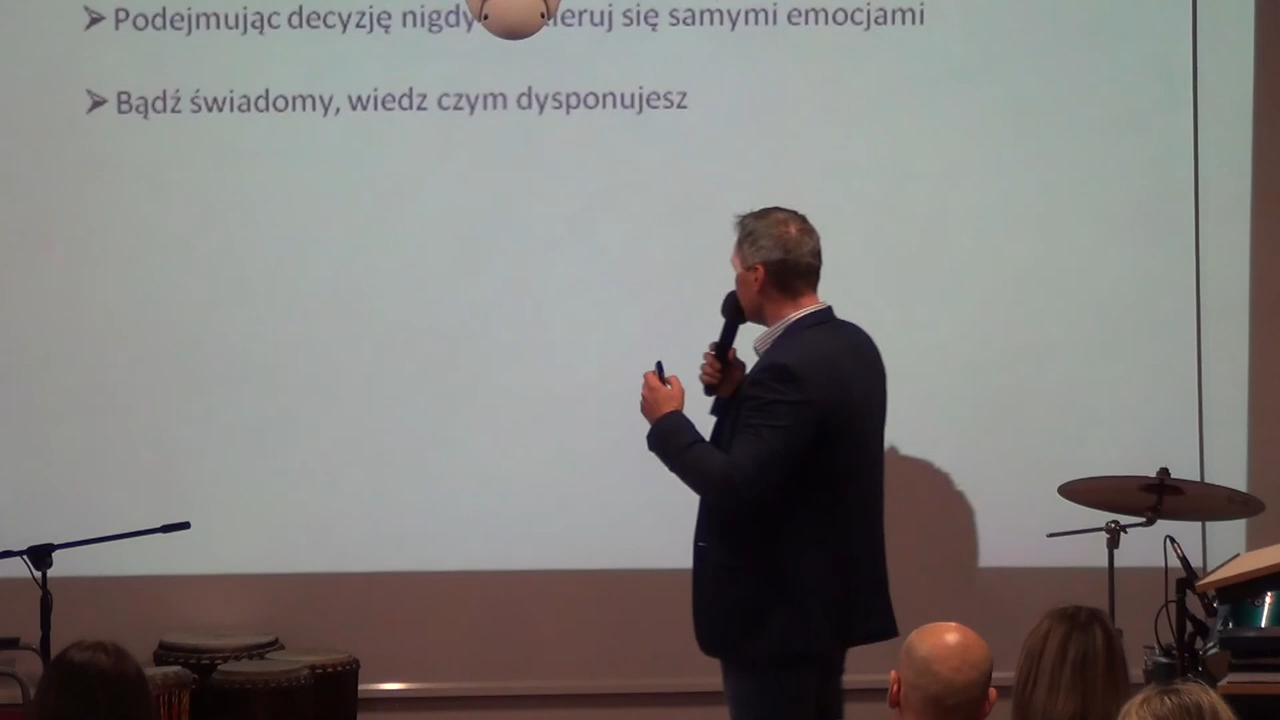 Podejmując decyzję nigdy się samymi emocjami
Bądź świadomy, wiedz czym dysponujesz